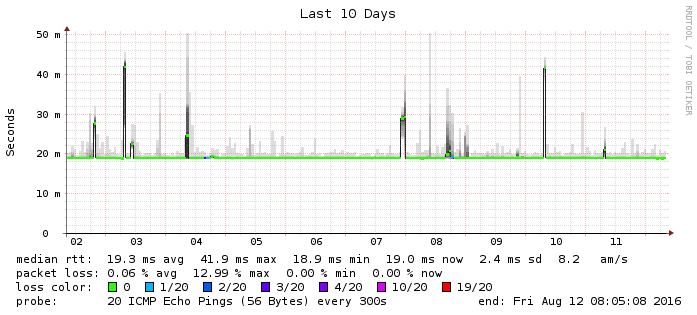 Last 10 Days
RRDTOOL / TOBI OETIKER
Seconds
50 m
40 m
30 m
20 m
10 m
0
02 03 04 05 06 07 08 09 10 11
median rtt: 19.3 ms avg 41.9 ms max 18.9 ms min 19.0 ms now 2.4 ms sd 8.2 am/s
packet loss: 0.06 % avg 12.99 % max 0.00 % min 0.00 % now
loss color: 0 1/20 2/20 3/20 4/20 10/20 19/20
probe: 20 ICMP Echo Pings (56 Bytes) every 300s end: Fri Aug 12 08:05:08 2016